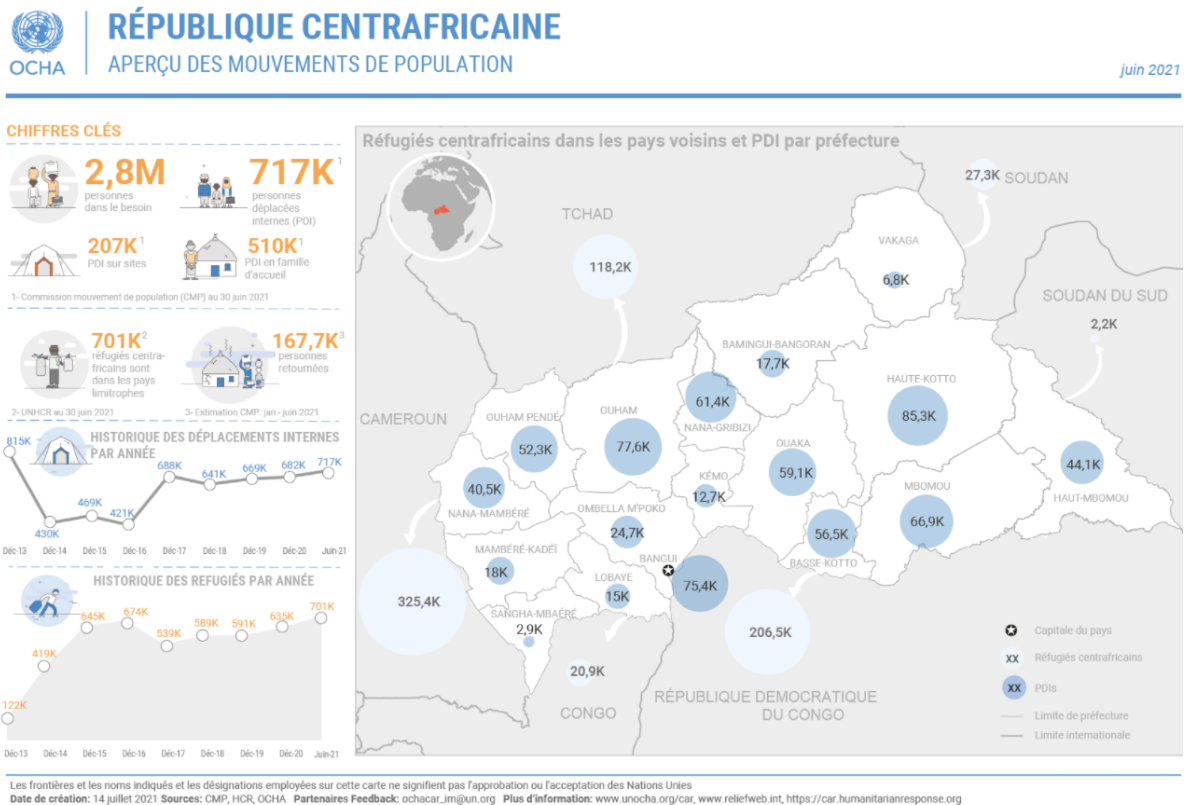 OCHA
RÉPUBLIQUE CENTRAFRICAINE
APERÇU DES MOUVEMENTS DE POPULATION
juin 2021
CHIFFRES CLÉS
2,8M
personnes
dans le besoin
717K1
personnes
déplacées
internes (PDI)
207K1
PDI sur sites
510K1
PDI en famille
d'accueil
1- Commission mouvement de population (CMP) au 30 juin 2021
701K2
réfugiés centra-
fricains sont
dans les pays
limitrophes
167,7K3
personnes
retournées
2- UNHCR au 30 juin 2021
3- Estimation CMP: jan - juin 2021
HISTORIQUE DES DÉPLACEMENTS INTERNES
PAR ANNÉE
815K
430K
469K
421K
688K
641K
669K
682K
717K
Déc-13 Déc-14 Déc-15 Déc-16 Déc-17 Déc-18 Déc-19 Déc-20 Juin-21
HISTORIQUE DES REFUGIÉS PAR ANNÉE
122K
419K
645K
674K
539K
589K
591K
635K
701K
Déc-13 Déc-14 Déc-15 Déc-16 Déc-17 Déc-18 Déc-19 Déc-20 Juin-21
Réfugiés centrafricains dans les pays voisins et PDI par préfecture
27,3K SOUDAN
TCHAD
118,2K
VAKAGA
6,8K
SOUDAN DU SUD
2,2K
BAMINGUI-BANGORAN
17,7K
HAUTE-KOTTO
85,3K
CAMEROUN
OUHAM PENDÉ
52,3K
OUHAM
77,6K
61,4K
NANA-GRIBIZI
OUAKA
59,1K
44,1K
HAUT-MBOMOU
40,5K
NANA-MAMBÉRÉ
KÉMO
12,7K
MBOMOU
66,9K
OMBELLA M'POKO
24,7K
56,5K
BASSE-KOTTO
MAMBÉRÉ-KADÉÏ
18K
BANGUI
75,4K
LOBAYE
15K
325,4K
SANGHA-MBAÉRÉ
2,9K
206,5K
20,9K
CONGO
RÉPUBLIQUE DEMOCRATIQUE
DU CONGO
Capitale du pays
XX Réfugiés centrafricains
XX PDIs
Limite de préfecture
Limite internationale
Les frontières et les noms indiqués et les désignations employées sur cette carte ne signifient pas l'approbation ou l'acceptation des Nations Unies
Date de création: 14 juillet 2021 Sources: CMP, HCR, OCHA Partenaires Feedback: ochacar_im@un.org Plus d'information: www.unocha.org/car, www.reliefweb.int, https://car.humanitarianresponse.org